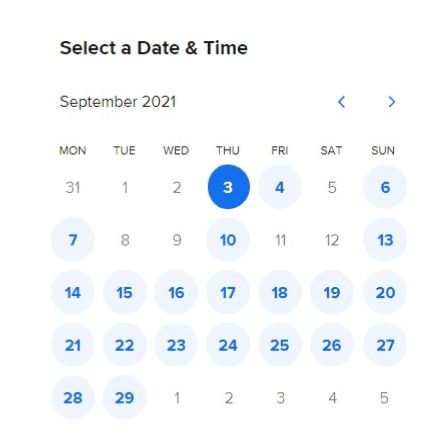 Select a Date & Time
September 2021
MON TUE WED THU FRI SAT SUN
31 1 2 3 4 5 6
7 8 9 10 11 12 13
14 15 16 17 18 19 20
21 22 23 24 25 26 27
28 29 1 2 3 4 5